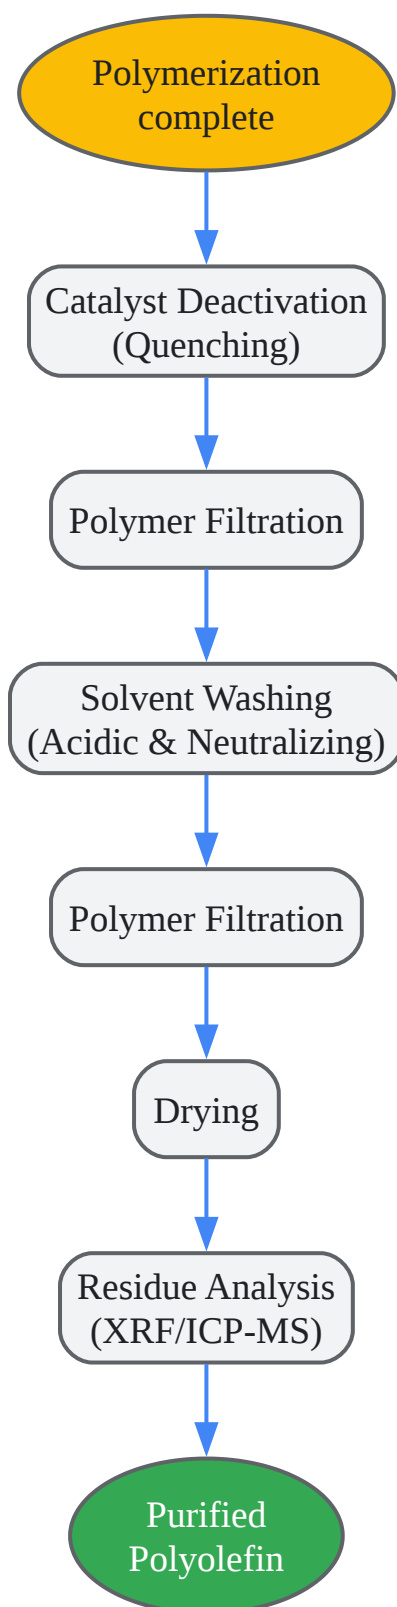 Polymerization
complete
Catalyst Deactivation
(Quenching)
Polymer Filtration
Solvent Washing
(Acidic & Neutralizing)
Polymer Filtration
Drying
Residue Analysis
(XRF/ICP-MS)
Purified
Polyolefin